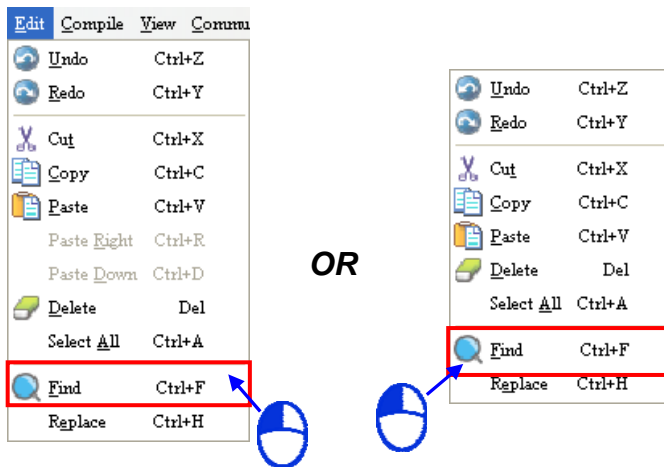 Edit Compile View Commu
Undo Ctrl+Z
Redo Ctrl+Y
Cut Ctrl+X
Copy Ctrl+C
Paste Ctrl+V
Paste Right Ctrl+R
Paste Down Ctrl+D
Delete Del
Select All Ctrl+A
Find Ctrl+F
Replace Ctrl+H
OR
Undo Ctrl+Z
Redo Ctrl+Y
Cut Ctrl+X
Copy Ctrl+C
Paste Ctrl+V
Delete Del
Select All Ctrl+A
Find Ctrl+F
Replace Ctrl+H